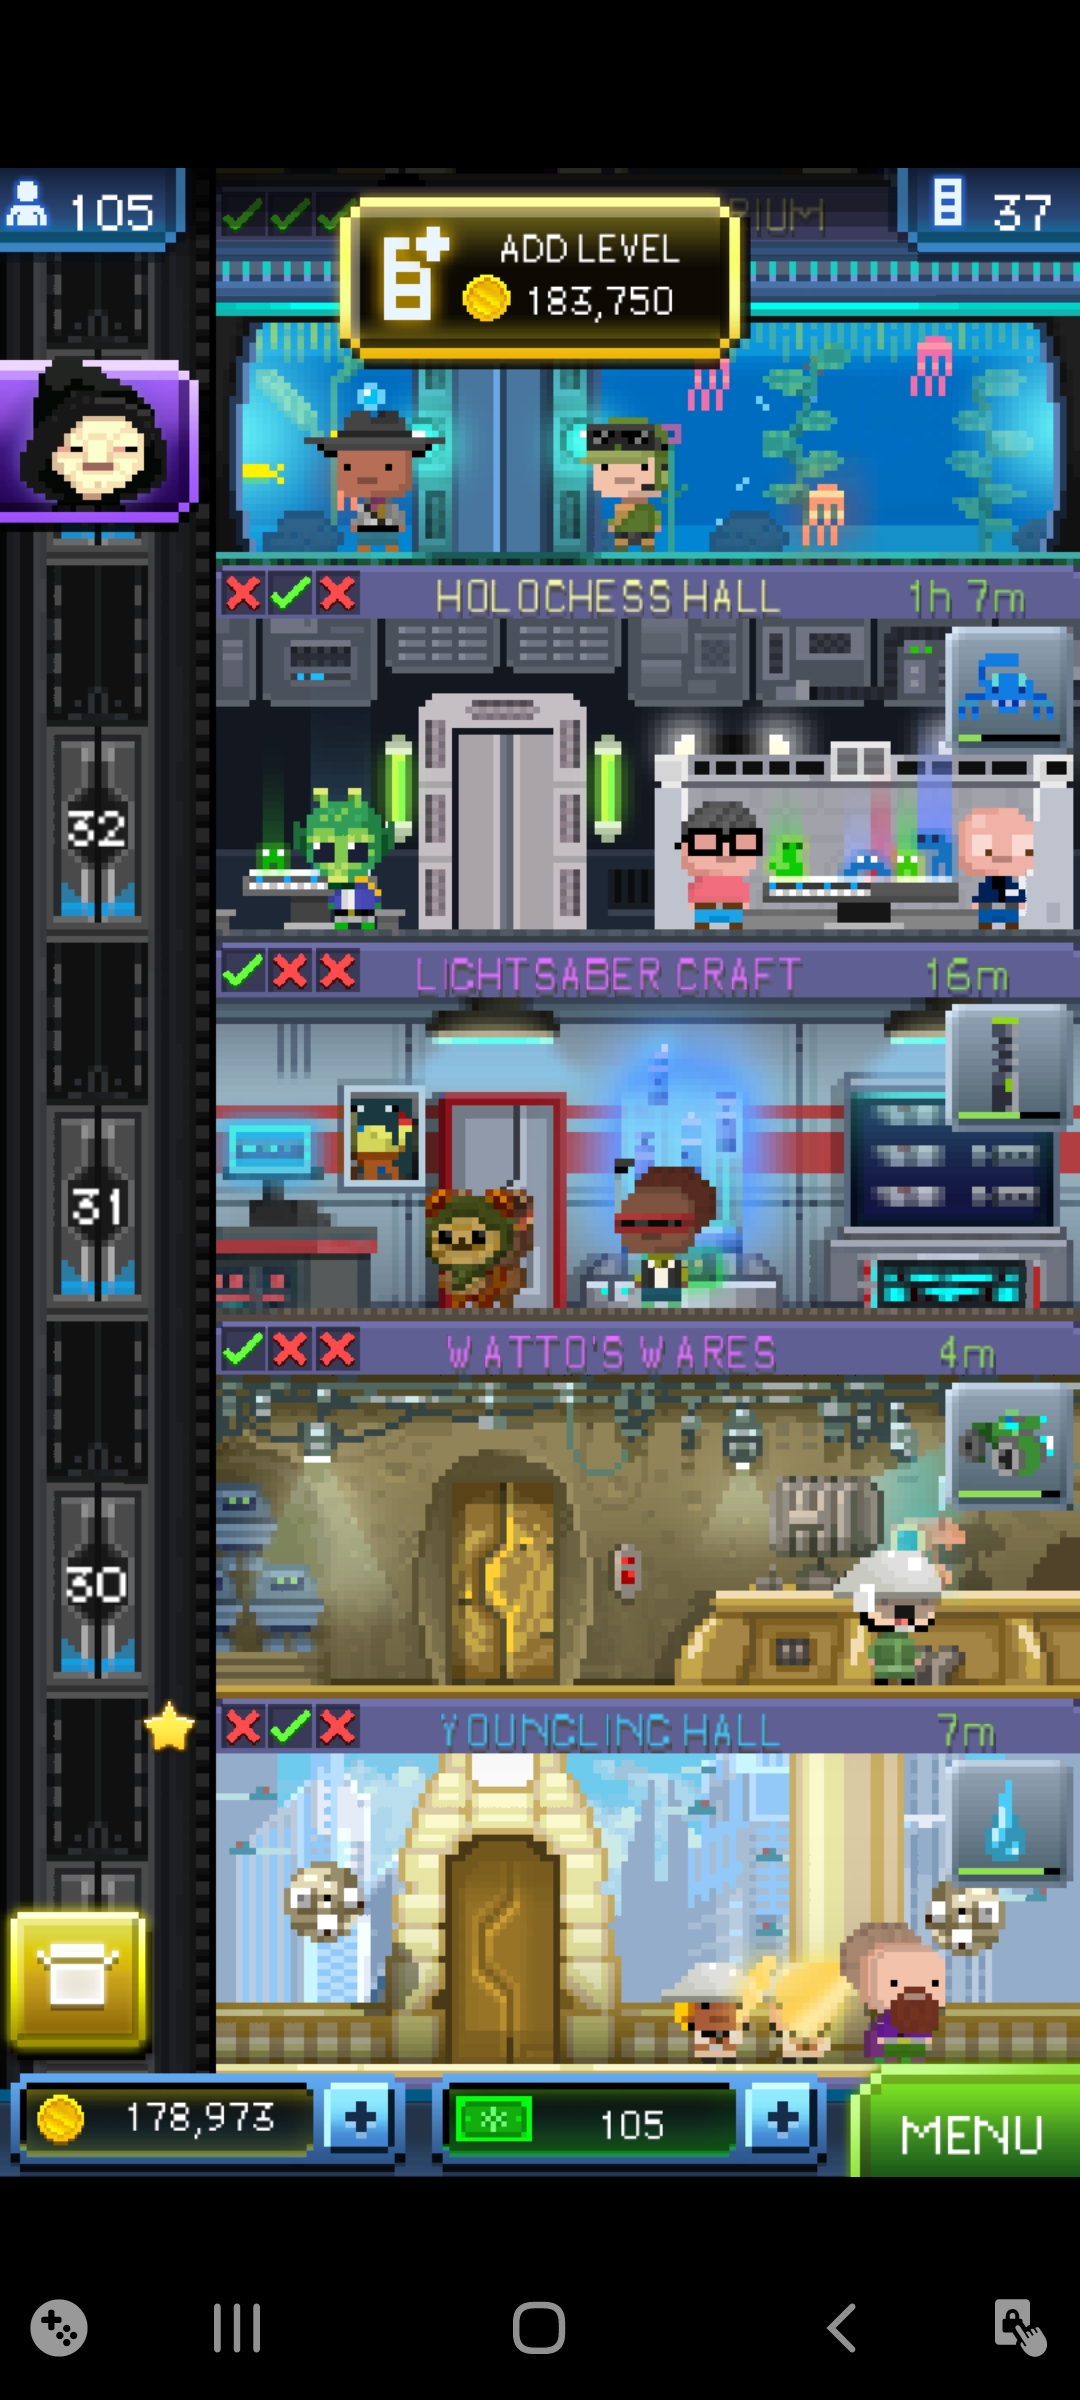 105
RIUM
37
ADD LEVEL
183,750
HOLOCHESS HALL 1h 7m
32
LIGHTSABER CRAFT 16m
31
WATTO'S WARES 4m
30
YOUNGLING HALL 7m
178,973
105
MENU